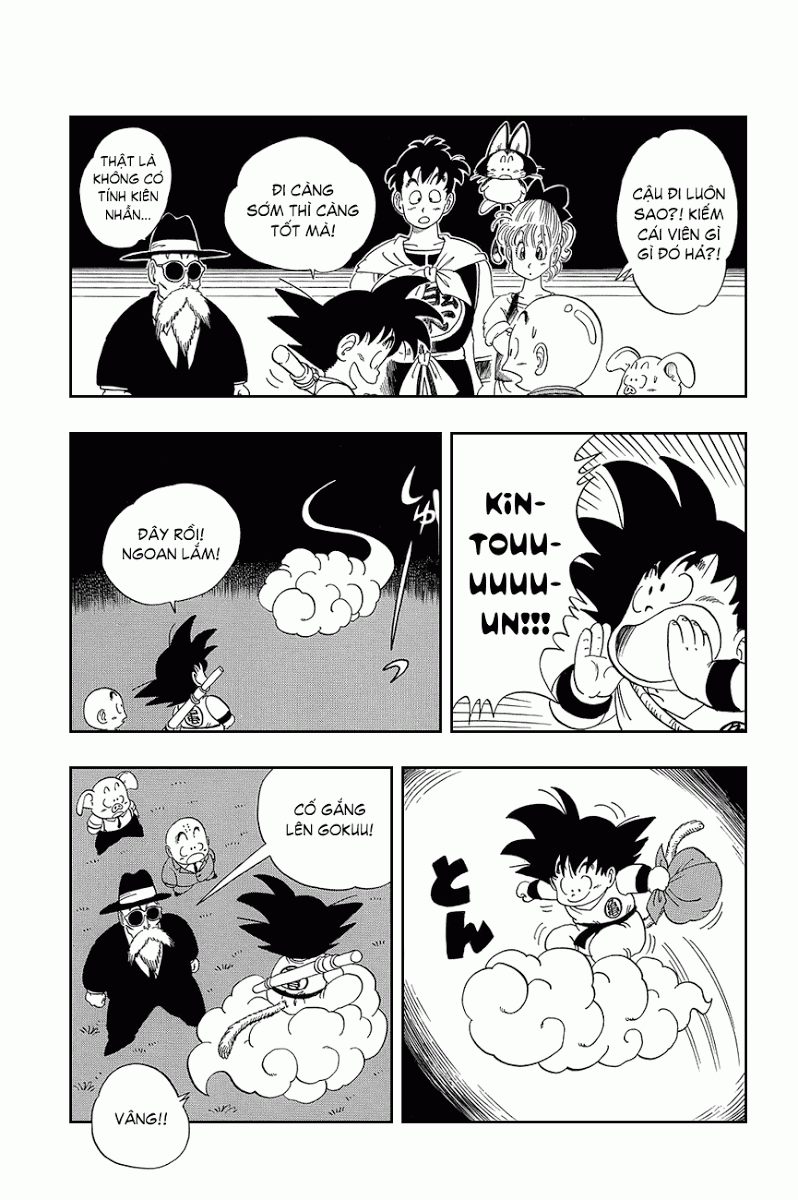 CẬU ĐI LUÔN
SAO?! KIẾM
CÁI VIÊN GÌ
GÌ ĐÓ HẢ?!
ĐI CÀNG
SỚM THÌ CÀNG
TỐT MÀ!
THẬT LÀ
KHÔNG CÓ
TÍNH KIÊN
NHẪN...
KIN-
TOUU-
UUUU-
UN!!!
ĐÂY RỒI!
NGOAN LẮM!
とん
CỐ GẮNG
LÊN GOKUU!
VÂNG!!